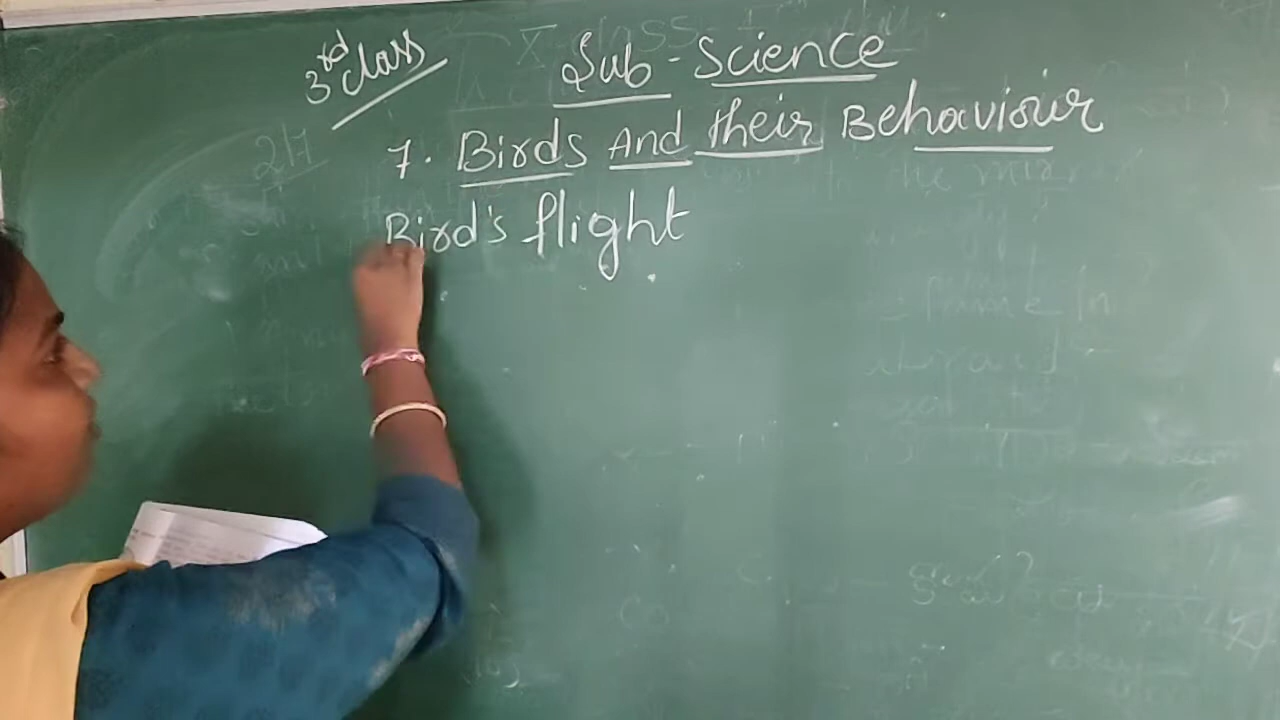 3rd class
Sub - Science
7. Birds And their Behaviour
Bird's flight